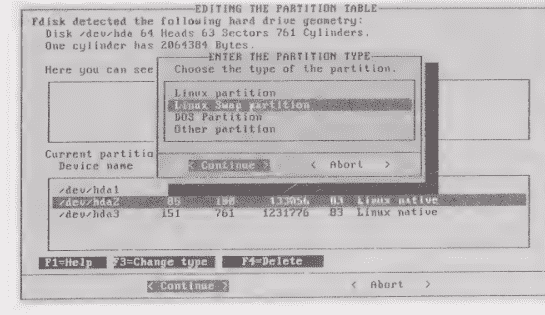 EDITING THE PARTITION TABLE
Fdisk detected the following hard drive geometry:
Disk /dev/hda 64 Heads 63 Sectors 761 Cylinders.
One cylinder has 2064384 Bytes.
ENTER THE PARTITION TYPE
Here you can see
Choose the type of the partition.
Linux partition
Linux Swap partition
DOS Partition
Other partition
< Continue > < Abort >
Current partitio
Device name
/dev/hda1
/dev/hda2 180 133056 83 Linux native
/dev/hda3 151 761 1231776 83 Linux native
F1=Help F3=Change type F4=Delete
< Continue > < Abort >